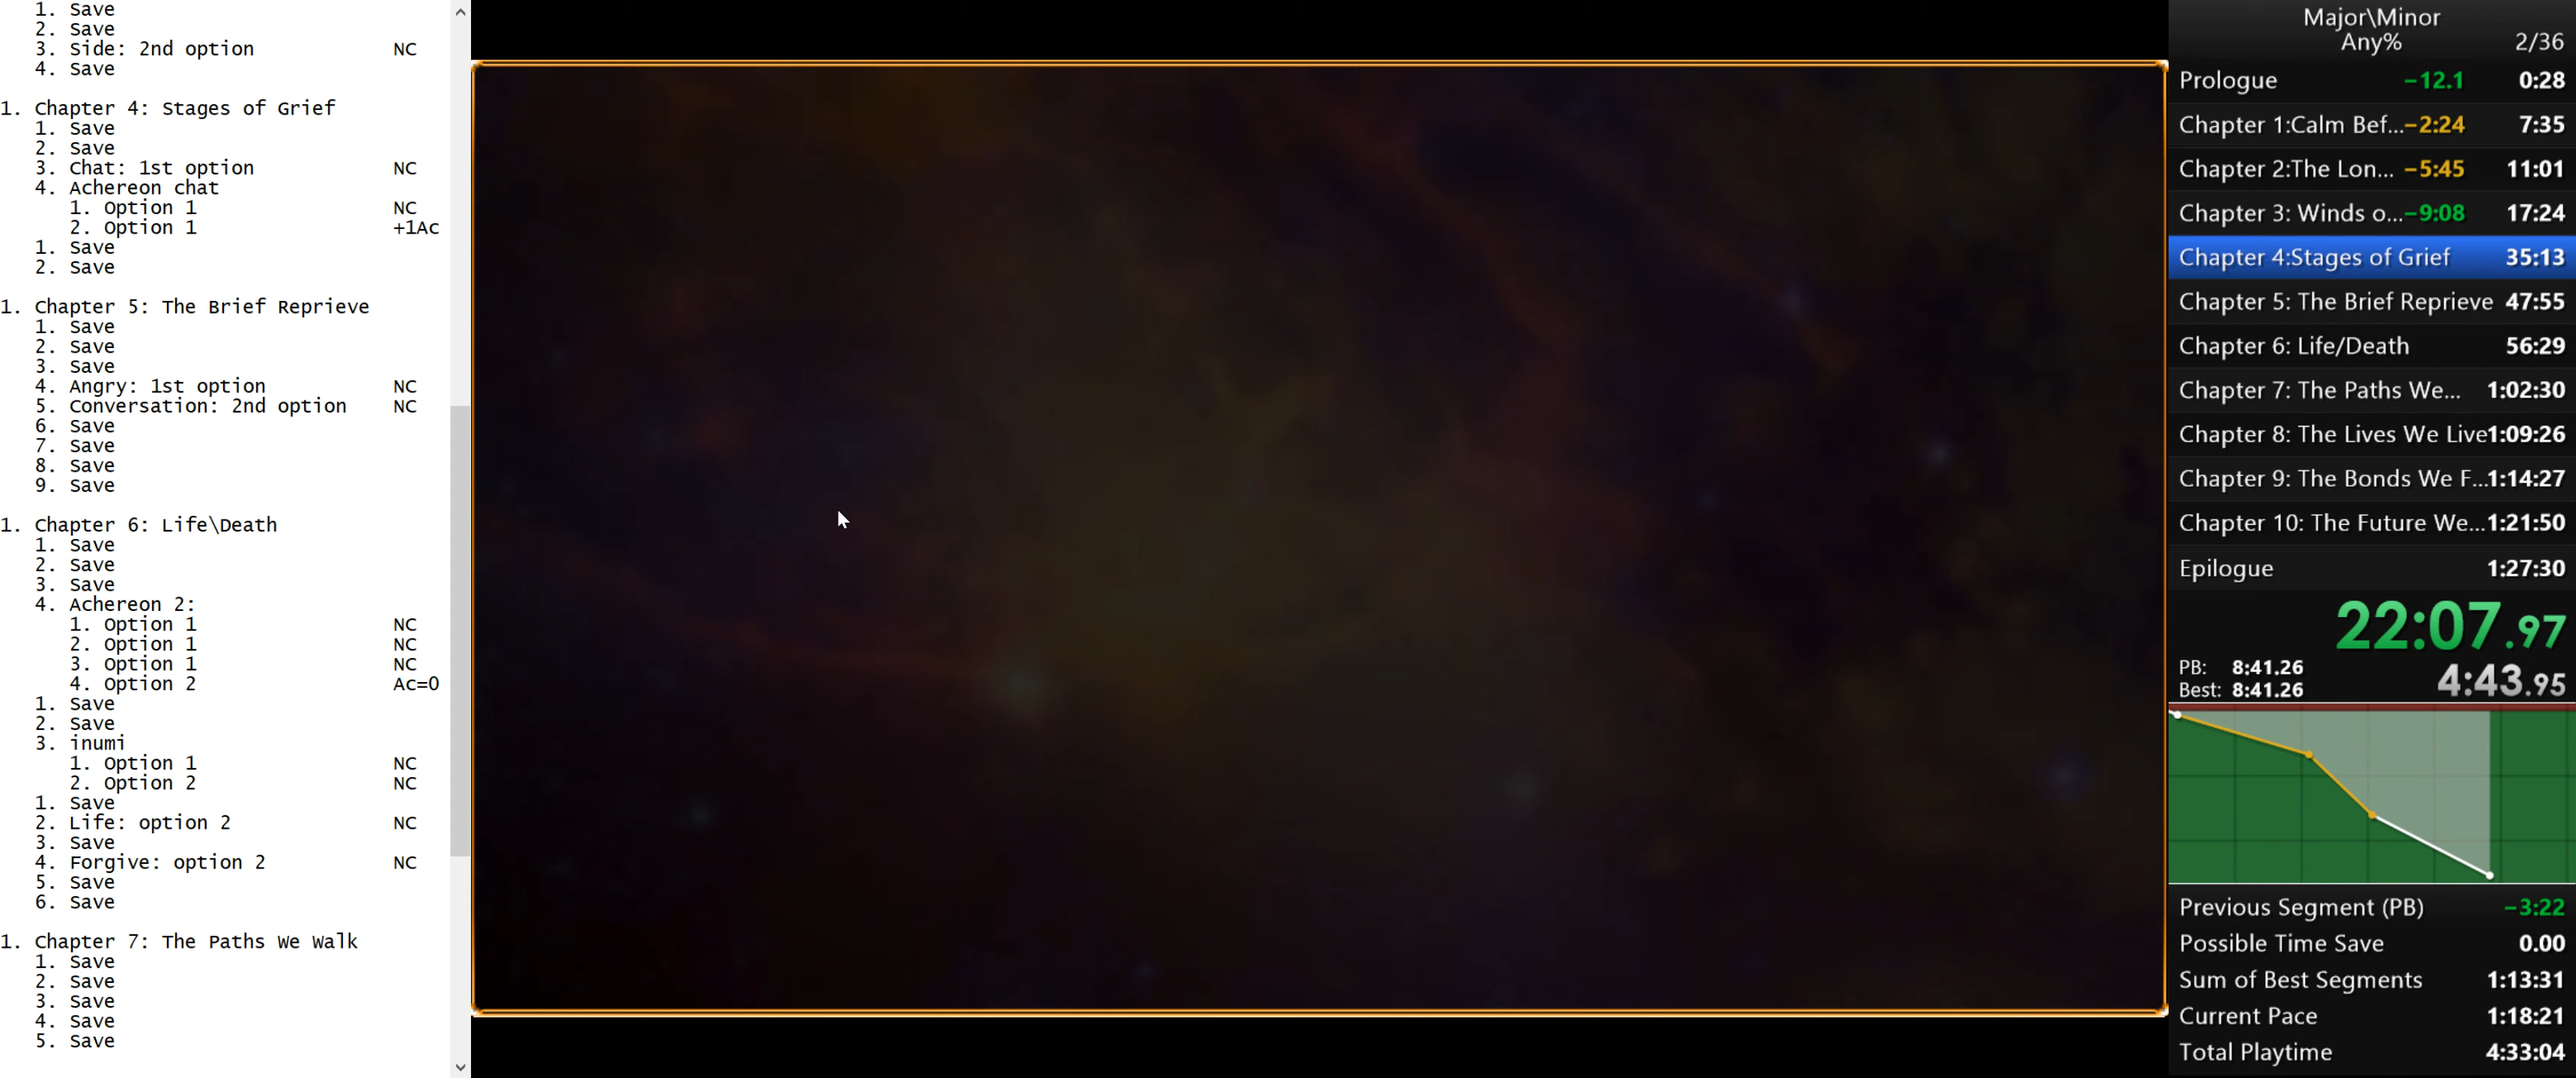 1. Save
2. Save
3. Side: 2nd option NC
4. Save
1. Chapter 4: Stages of Grief
1. Save
2. Save
3. Chat: 1st option NC
4. Achereon chat
1. Option 1 NC
2. Option 1 +1Ac
1. Save
2. Save
1. Chapter 5: The Brief Reprieve
1. Save
2. Save
3. Save
4. Angry: 1st option NC
5. Conversation: 2nd option NC
6. Save
7. Save
8. Save
9. Save
1. Chapter 6: Life\Death
1. Save
2. Save
3. Save
4. Achereon 2:
1. Option 1 NC
2. Option 1 NC
3. Option 1 NC
4. Option 2 Ac=0
1. Save
2. Save
3. inumi
1. Option 1 NC
2. Option 2 NC
1. Save
2. Life: option 2 NC
3. Save
4. Forgive: option 2 NC
5. Save
6. Save
1. Chapter 7: The Paths We Walk
1. Save
2. Save
3. Save
4. Save
5. Save
Major\Minor
Any% 2/36
Prologue −12.1 0:28
Chapter 1:Calm Bef... −2:24 7:35
Chapter 2:The Lon... −5:45 11:01
Chapter 3: Winds o... −9:08 17:24
Chapter 4:Stages of Grief 35:13
Chapter 5: The Brief Reprieve 47:55
Chapter 6: Life/Death 56:29
Chapter 7: The Paths We... 1:02:30
Chapter 8: The Lives We Live 1:09:26
Chapter 9: The Bonds We F... 1:14:27
Chapter 10: The Future We... 1:21:50
Epilogue 1:27:30
22:07.97
PB: 8:41.26
Best: 8:41.26 4:43.95
Previous Segment (PB) −3:22
Possible Time Save 0.00
Sum of Best Segments 1:13:31
Current Pace 1:18:21
Total Playtime 4:33:04